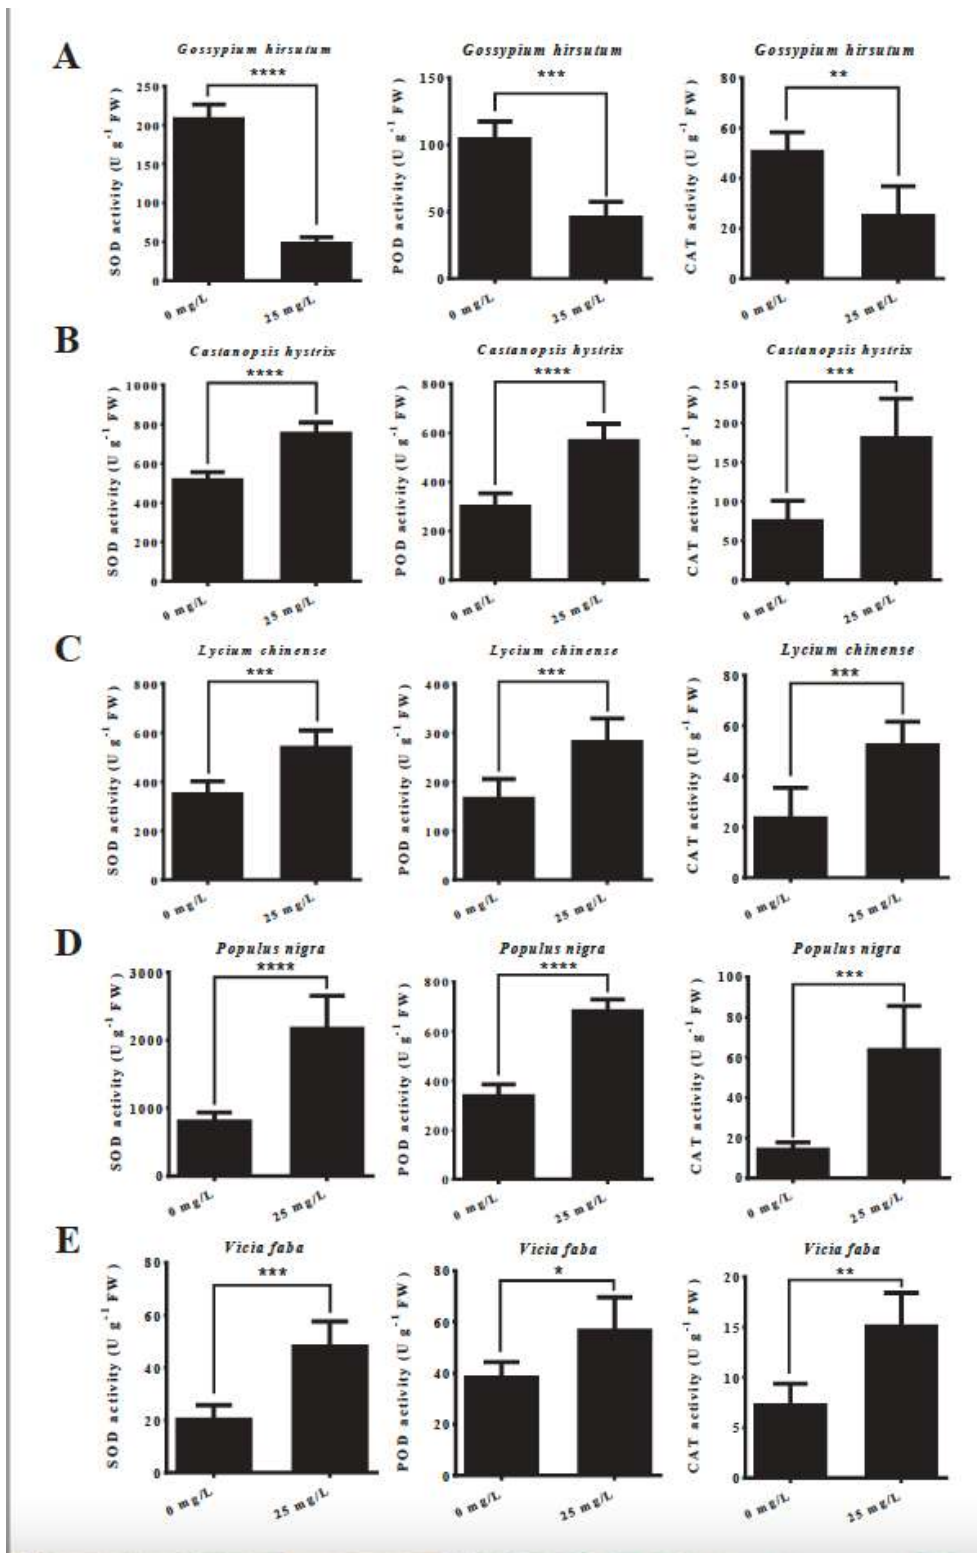 A
Gossypium hirsutum
****
SOD activity (U g-1 FW)
250
200
150
100
50
0
0 mg/L
25 mg/L
Gossypium hirsutum
***
POD activity (U g-1 FW)
150
100
50
0
0 mg/L
25 mg/L
Gossypium hirsutum
**
CAT activity (U g-1 FW)
80
60
40
20
0
0 mg/L
25 mg/L
B
Castanopsis hystrix
****
SOD activity (U g-1 FW)
1000
800
600
400
200
0
0 mg/L
25 mg/L
Castanopsis hystrix
****
POD activity (U g-1 FW)
800
600
400
200
0
0 mg/L
25 mg/L
Castanopsis hystrix
***
CAT activity (U g-1 FW)
250
200
150
100
50
0
0 mg/L
25 mg/L
C
Lycium chinense
***
SOD activity (U g-1 FW)
800
600
400
200
0
0 mg/L
25 mg/L
Lycium chinense
***
POD activity (U g-1 FW)
400
300
200
100
0
0 mg/L
25 mg/L
Lycium chinense
***
CAT activity (U g-1 FW)
80
60
40
20
0
0 mg/L
25 mg/L
D
Populus nigra
****
SOD activity (U g-1 FW)
3000
2000
1000
0
0 mg/L
25 mg/L
Populus nigra
****
POD activity (U g-1 FW)
800
600
400
200
0
0 mg/L
25 mg/L
Populus nigra
***
CAT activity (U g-1 FW)
100
80
60
40
20
0
0 mg/L
25 mg/L
E
Vicia faba
***
SOD activity (U g-1 FW)
80
60
40
20
0
0 mg/L
25 mg/L
Vicia faba
*
POD activity (U g-1 FW)
80
60
40
20
0
0 mg/L
25 mg/L
Vicia faba
**
CAT activity (U g-1 FW)
20
15
10
5
0
0 mg/L
25 mg/L